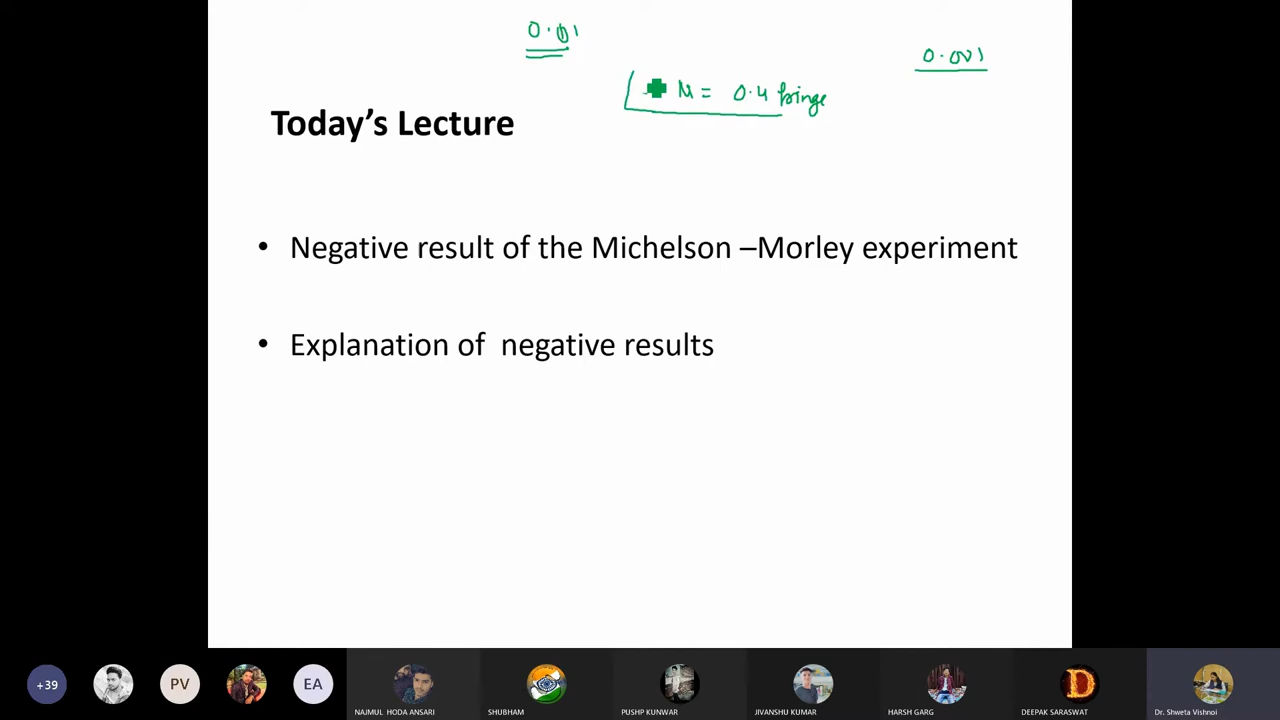 0.01
0.001
N = 0.4 fringe
Today’s Lecture
• Negative result of the Michelson –Morley experiment
• Explanation of negative results
+39
PV
EA
NAJMUL HODA ANSARI
SHUBHAM
PUSHP KUNWAR
JIVANSHU KUMAR
HARSH GARG
DEEPAK SARASWAT
Dr. Shweta Vishnoi